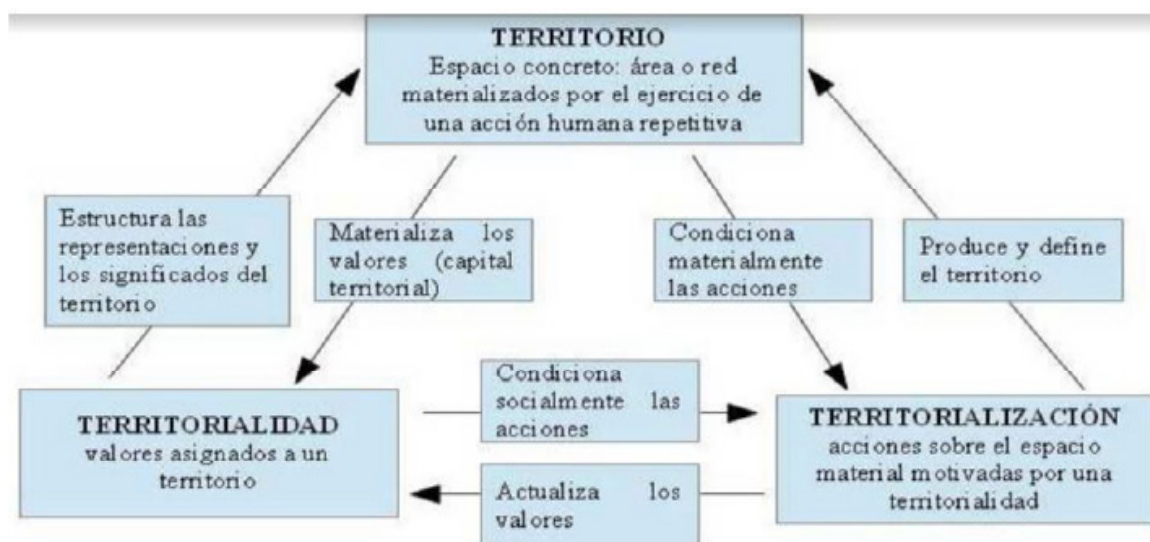 TERRITORIO
Espacio concreto: área o red
materializados por el ejercicio de
una acción humana repetitiva
Estructura las
representaciones y
los significados del
territorio
Materializa los
valores (capital
territorial)
Condiciona
materialmente
las acciones
Produce y define
el territorio
TERRITORIALIDAD
valores asignados a un
territorio
Condiciona
socialmente las
acciones
Actualiza los
valores
TERRITORIALIZACIÓN
acciones sobre el espacio
material motivadas por una
territorialidad